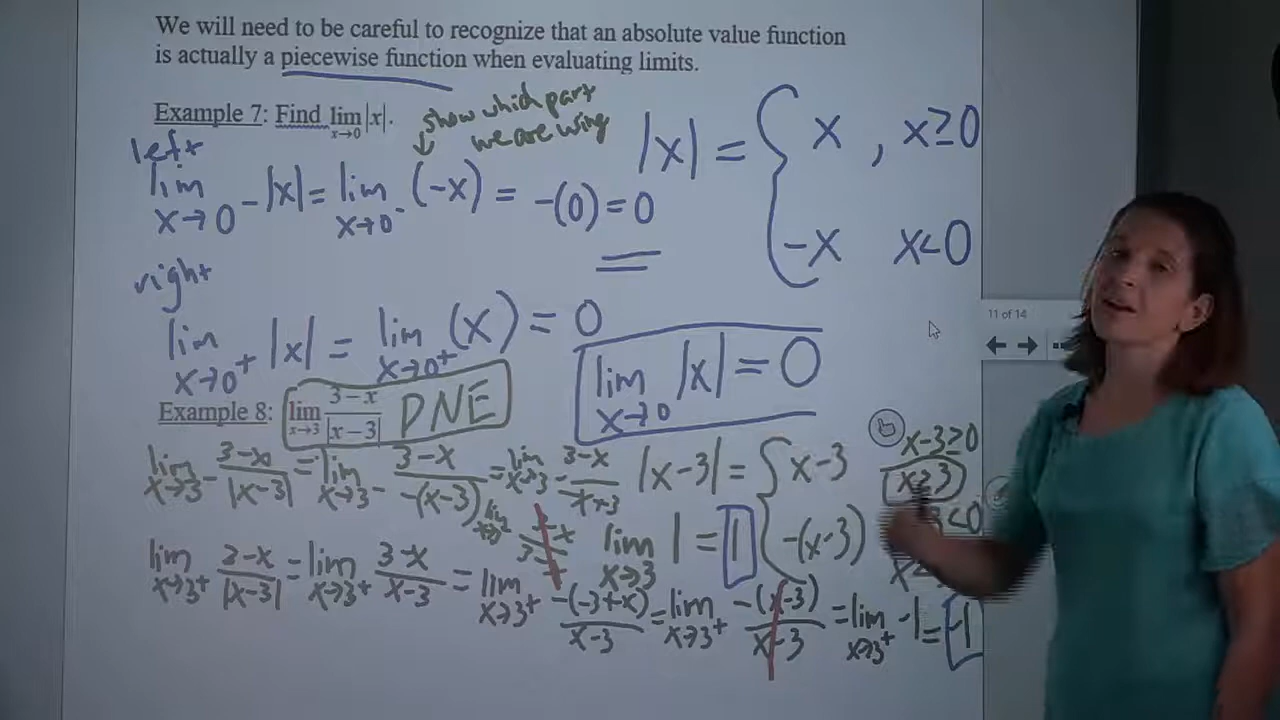 We will need to be careful to recognize that an absolute value function
is actually a piecewise function when evaluating limits.
Example 7: Find lim x→0 |x|.
show which part
we are using
|x| = { x , x≥0
-x x<0
left
lim x→0⁻ |x| = lim x→0⁻ (-x) = -(0) = 0
right
lim x→0⁺ |x| = lim x→0⁺ (x) = 0
lim x→0 |x| = 0
11 of 14
Example 8: lim x→3 3-x / |x-3| DNE
lim x→3⁻ 3-x / |x-3| = lim x→3⁻ 3-x / -(x-3) = lim x→3⁻ 3-x / -x+3
lim x→3 1 = 1
|x-3| = { x-3 x-3≥0
x≥3
-(x-3) <0
lim x→3⁺ 3-x / |x-3| = lim x→3⁺ 3-x / x-3 = lim x→3⁺ -(-3+x) / x-3 = lim x→3⁺ -(x-3) / x-3 = lim x→3⁺ -1 = -1